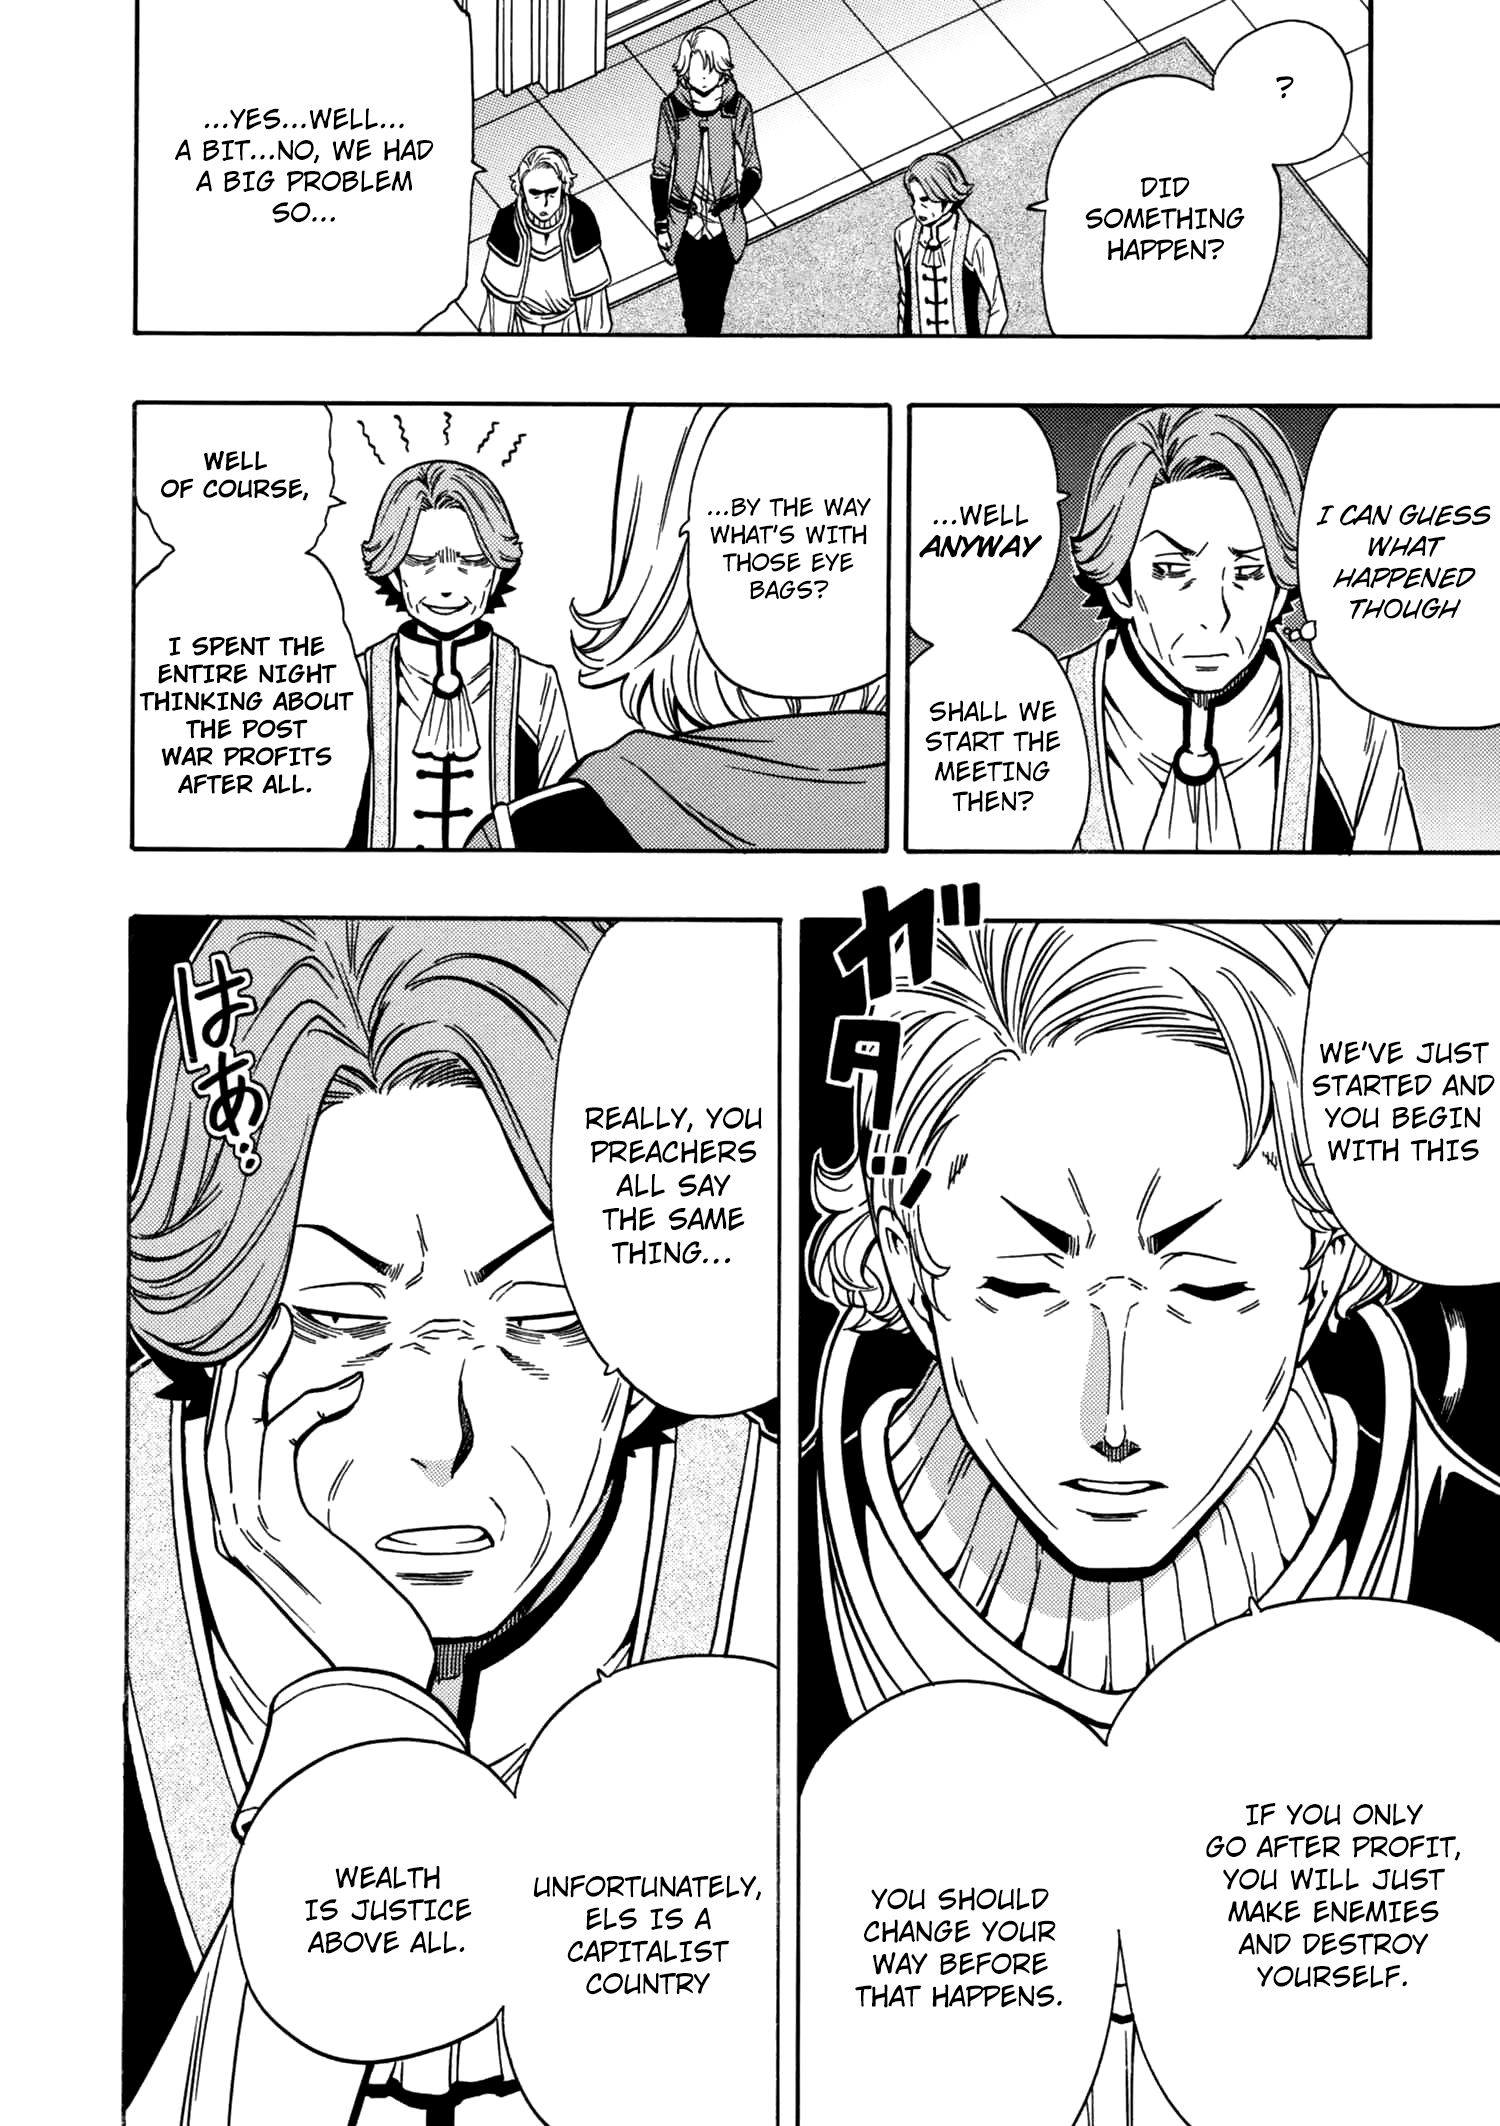 ?
DID
SOMETHING
HAPPEN?
...YES...WELL...
A BIT...NO, WE HAD
A BIG PROBLEM
SO...
I CAN GUESS
WHAT
HAPPENED
THOUGH
...WELL
ANYWAY
SHALL WE
START THE
MEETING
THEN?
...BY THE WAY
WHAT'S WITH
THOSE EYE
BAGS?
WELL
OF COURSE,
I SPENT THE
ENTIRE NIGHT
THINKING ABOUT
THE POST
WAR PROFITS
AFTER ALL.
WE'VE JUST
STARTED AND
YOU BEGIN
WITH THIS
ガタッ
IF YOU ONLY
GO AFTER PROFIT,
YOU WILL JUST
MAKE ENEMIES
AND DESTROY
YOURSELF.
YOU SHOULD
CHANGE YOUR
WAY BEFORE
THAT HAPPENS.
REALLY, YOU
PREACHERS
ALL SAY
THE SAME
THING...
はあ…
UNFORTUNATELY,
ELS IS A
CAPITALIST
COUNTRY
WEALTH
IS JUSTICE
ABOVE ALL.